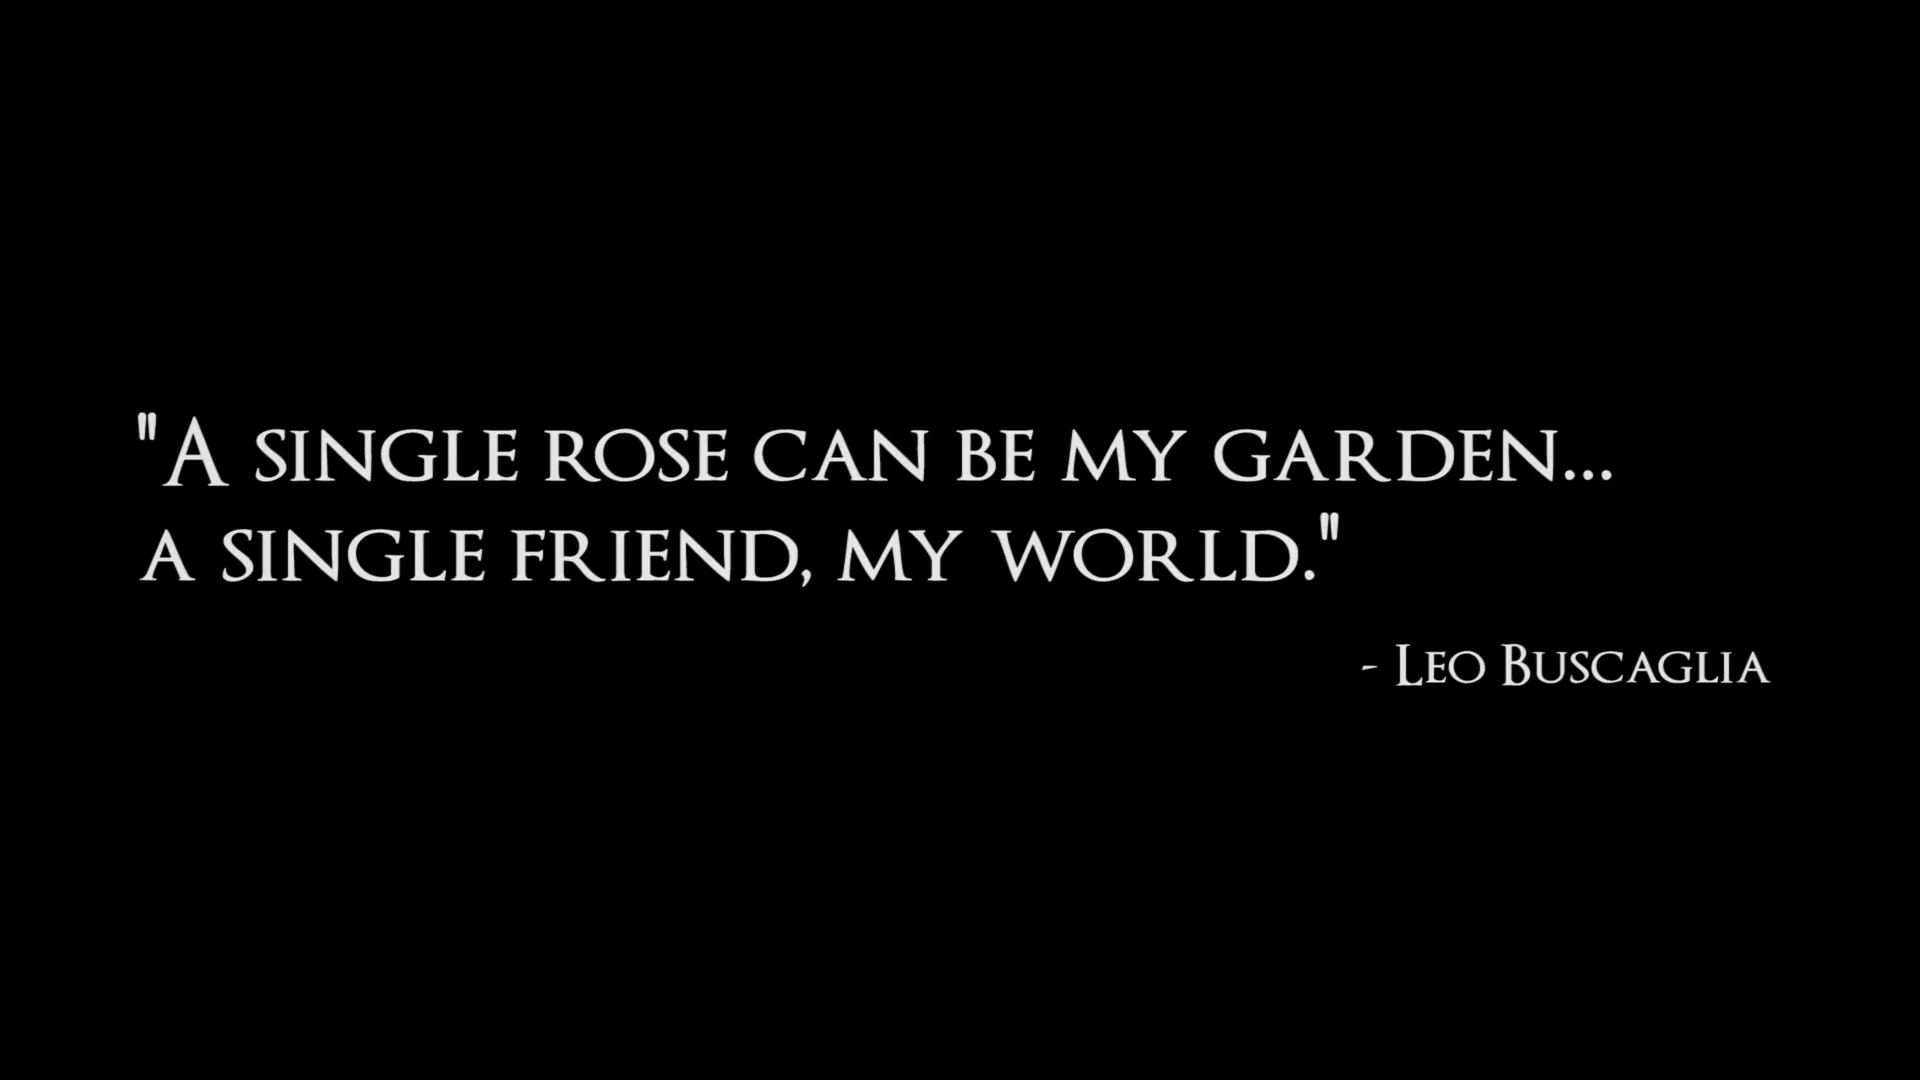 "A single rose can be my garden...
a single friend, my world."
- Leo Buscaglia